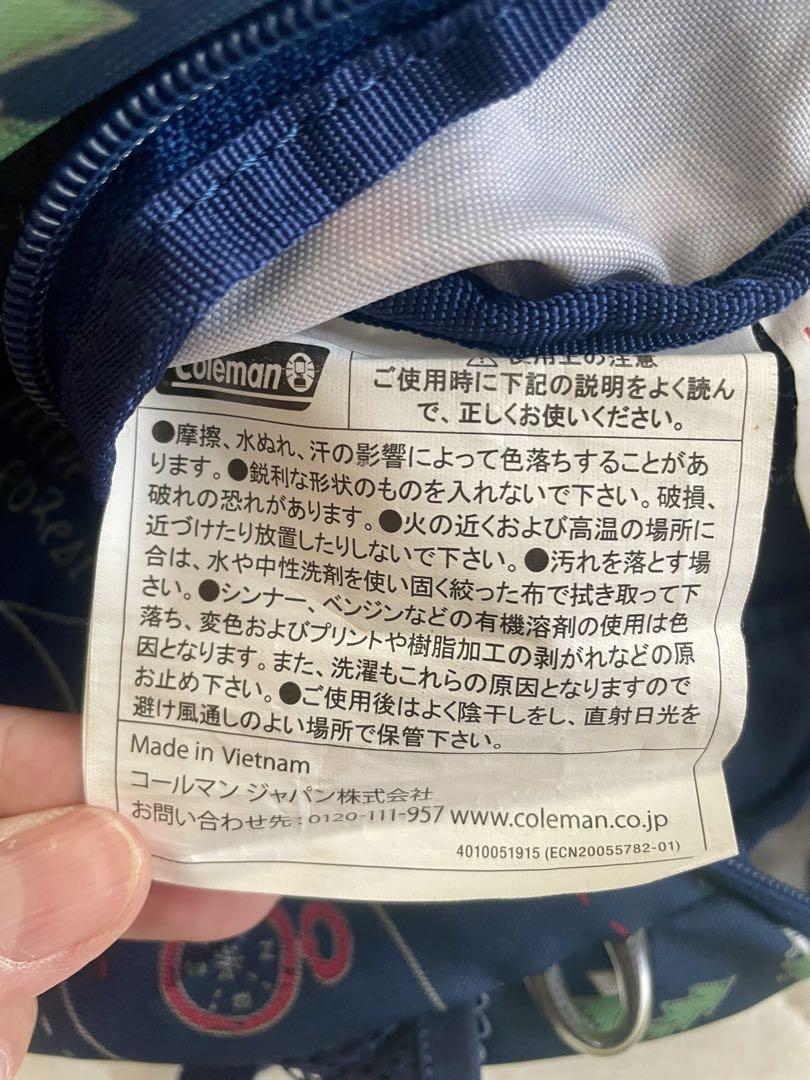 Coleman
使用上の注意
ご使用時に下記の説明をよく読ん
で、正しくお使いください。
●摩擦、水ぬれ、汗の影響によって色落ちすることがあ
ります。●鋭利な形状のものを入れないで下さい。破損、
破れの恐れがあります。●火の近くおよび高温の場所に
近づけたり放置したりしないで下さい。●汚れを落とす場
合は、水や中性洗剤を使い固く絞った布で拭き取って下
さい。●シンナー、ベンジンなどの有機溶剤の使用は色
落ち、変色およびプリントや樹脂加工の剥がれなどの原
因となります。また、洗濯もこれらの原因となりますので
お止め下さい。●ご使用後はよく陰干しをし、直射日光を
避け風通しのよい場所で保管下さい。
Made in Vietnam
コールマン ジャパン株式会社
お問い合わせ先：0120-111-957 www.coleman.co.jp
4010051915 (ECN20055782-01)
forest